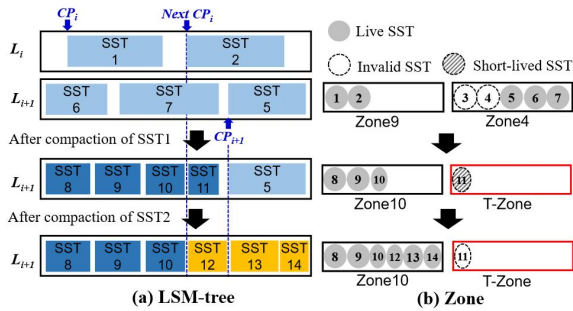 CPi Next CPi
Li SST 1 SST 2
Li+1 SST 6 SST 7 SST 5
CPi+1
After compaction of SST1
Li+1 SST 8 SST 9 SST 10 SST 11 SST 5
After compaction of SST2
Li+1 SST 8 SST 9 SST 10 SST 12 SST 13 SST 14
(a) LSM-tree
Live SST
Invalid SST Short-lived SST
1 2 3 4 5 6 7
Zone9 Zone4
8 9 10 11
Zone10 T-Zone
8 9 10 12 13 14 11
Zone10 T-Zone
(b) Zone